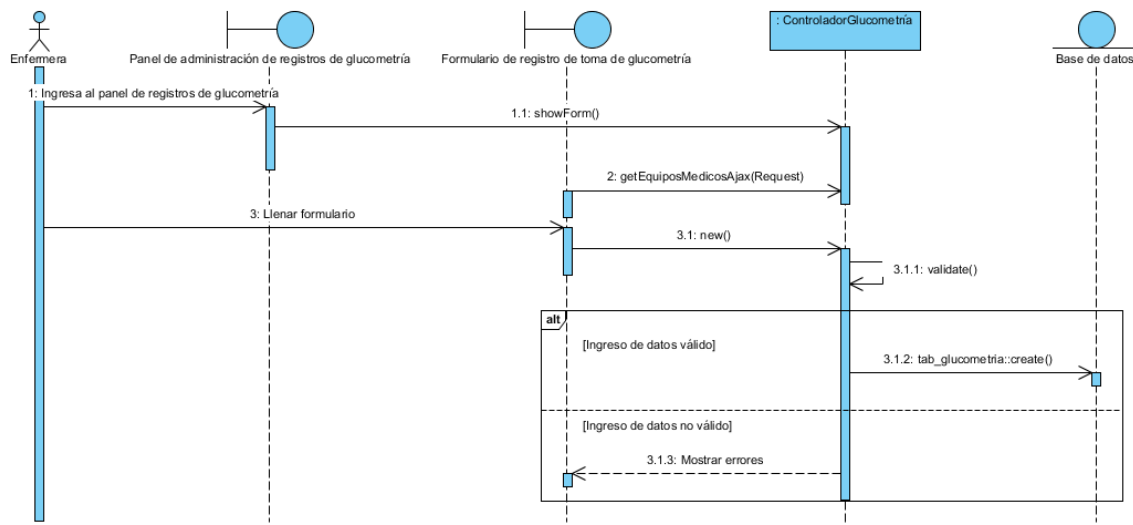 : ControladorGlucometría
Enfermera
Panel de administración de registros de glucometría
Formulario de registro de toma de glucometría
Base de datos
1: Ingresa al panel de registros de glucometría
1.1: showForm()
2: getEquiposMedicosAjax(Request)
3: Llenar formulario
3.1: new()
3.1.1: validate()
alt
[Ingreso de datos válido]
3.1.2: tab_glucometria::create()
[Ingreso de datos no válido]
3.1.3: Mostrar errores